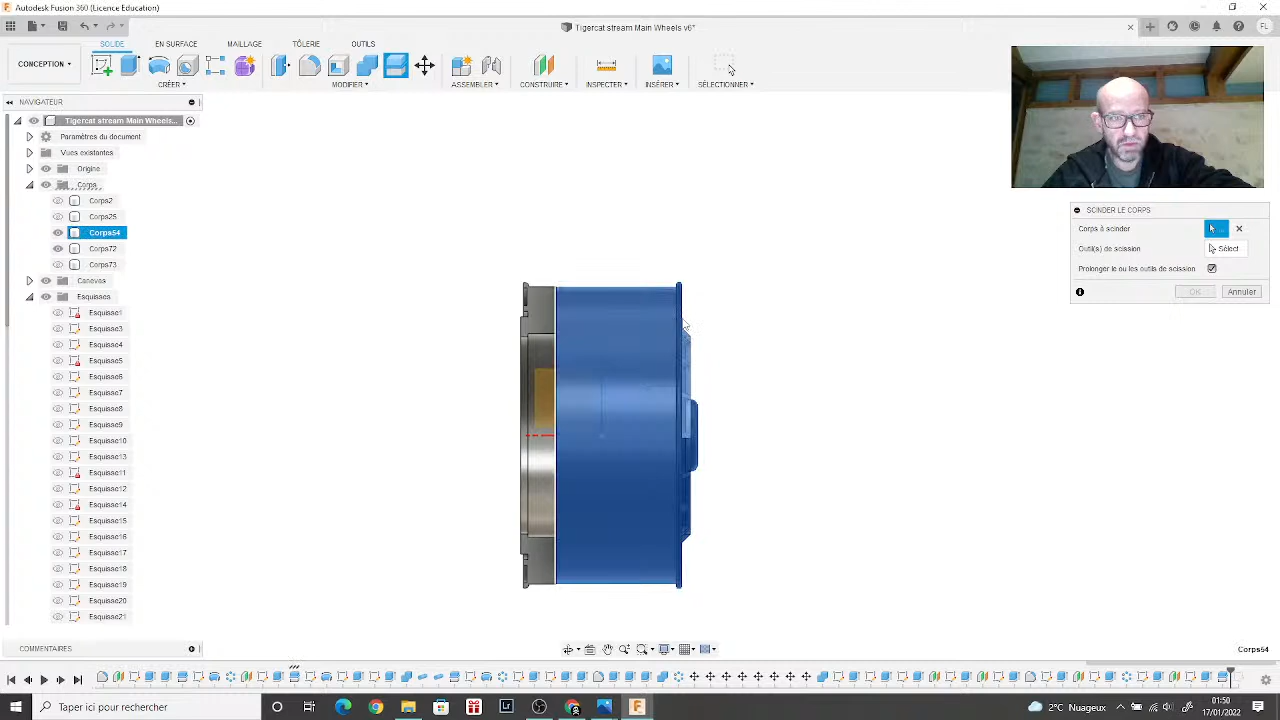 Autodesk Fusion 360 (Licence Education)
Tigercat stream Main Wheels v6*
FL
CONCEPTION
SOLIDE
EN SURFACE
MAILLAGE
TÔLERIE
OUTILS
CRÉER
MODIFIER
ASSEMBLER
CONSTRUIRE
INSPECTER
INSÉRER
SÉLECTIONNER
NAVIGATEUR
Tigercat stream Main Wheels...
Paramètres du document
Vues existantes
Origine
Corps
Corps2
Corps25
Corps54
Corps72
Corps73
Canevas
Esquisses
Esquisse1
Esquisse3
Esquisse4
Esquisse5
Esquisse6
Esquisse7
Esquisse8
Esquisse9
Esquisse10
Esquisse13
Esquisse11
Esquisse12
Esquisse14
Esquisse15
Esquisse16
Esquisse17
Esquisse18
Esquisse19
Esquisse20
Esquisse21
SCINDER LE CORPS
Corps à scinder
Outil(s) de scission
Sélect
Prolonger le ou les outils de scission
OK
Annuler
COMMENTAIRES
Corps54
Taper ici pour rechercher
2°C Nuageux
01:50
17/01/2022